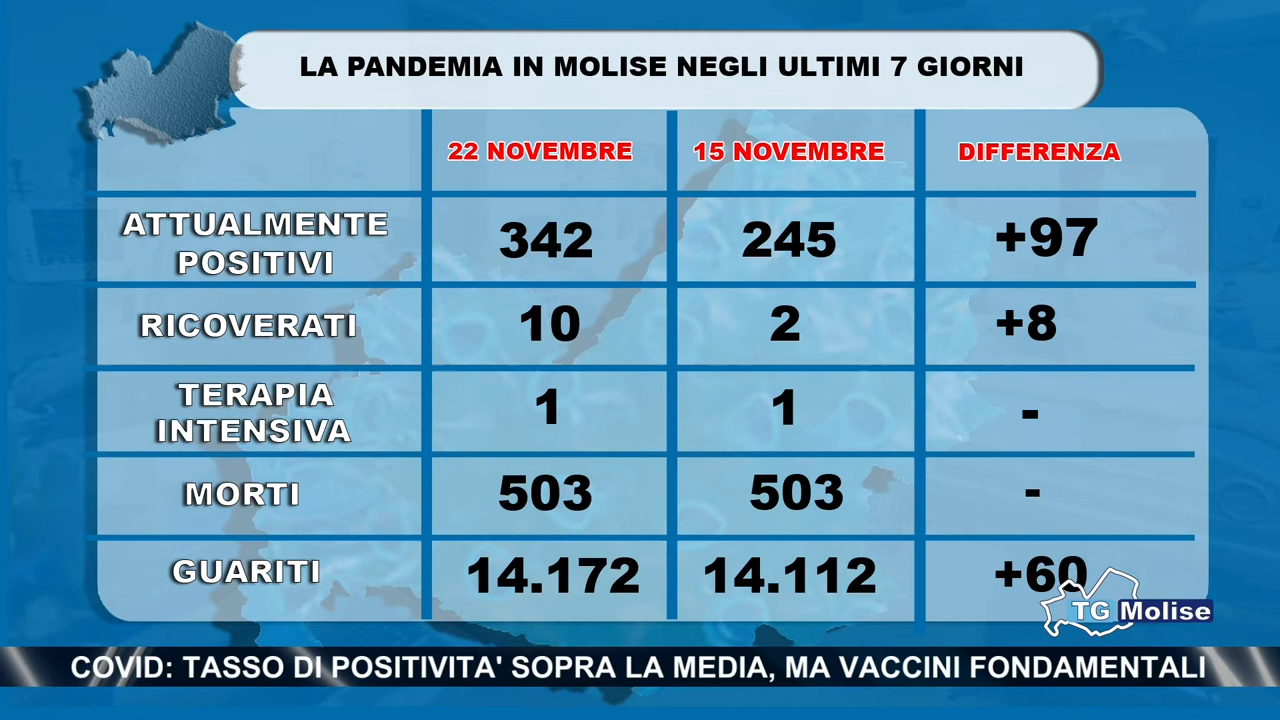 LA PANDEMIA IN MOLISE NEGLI ULTIMI 7 GIORNI
22 NOVEMBRE 15 NOVEMBRE DIFFERENZA
ATTUALMENTE
POSITIVI 342 245 +97
RICOVERATI 10 2 +8
TERAPIA
INTENSIVA 1 1 -
MORTI 503 503 -
GUARITI 14.172 14.112 +60
TG Molise
COVID: TASSO DI POSITIVITA' SOPRA LA MEDIA, MA VACCINI FONDAMENTALI